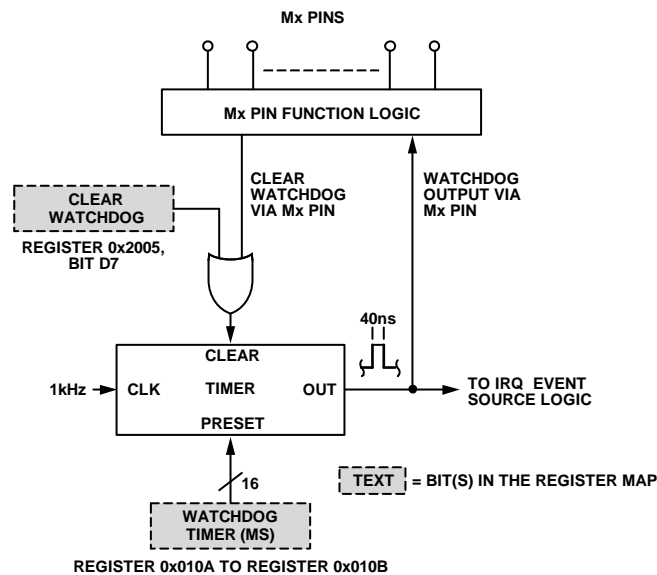 Mx PINS
Mx PIN FUNCTION LOGIC
CLEAR
WATCHDOG
VIA Mx PIN
WATCHDOG
OUTPUT VIA
Mx PIN
CLEAR
WATCHDOG
REGISTER 0x2005,
BIT D7
40ns
CLEAR
1kHz
CLK
TIMER
OUT
PRESET
TO IRQ EVENT
SOURCE LOGIC
16
WATCHDOG
TIMER (MS)
TEXT = BIT(S) IN THE REGISTER MAP
REGISTER 0x010A TO REGISTER 0x010B